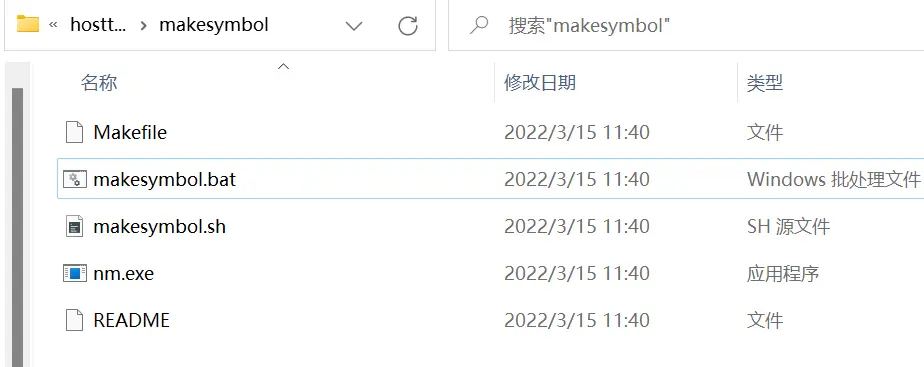 « hostt... › makesymbol 搜索"makesymbol"
名称 修改日期 类型
Makefile 2022/3/15 11:40 文件
makesymbol.bat 2022/3/15 11:40 Windows 批处理文件
makesymbol.sh 2022/3/15 11:40 SH 源文件
nm.exe 2022/3/15 11:40 应用程序
README 2022/3/15 11:40 文件